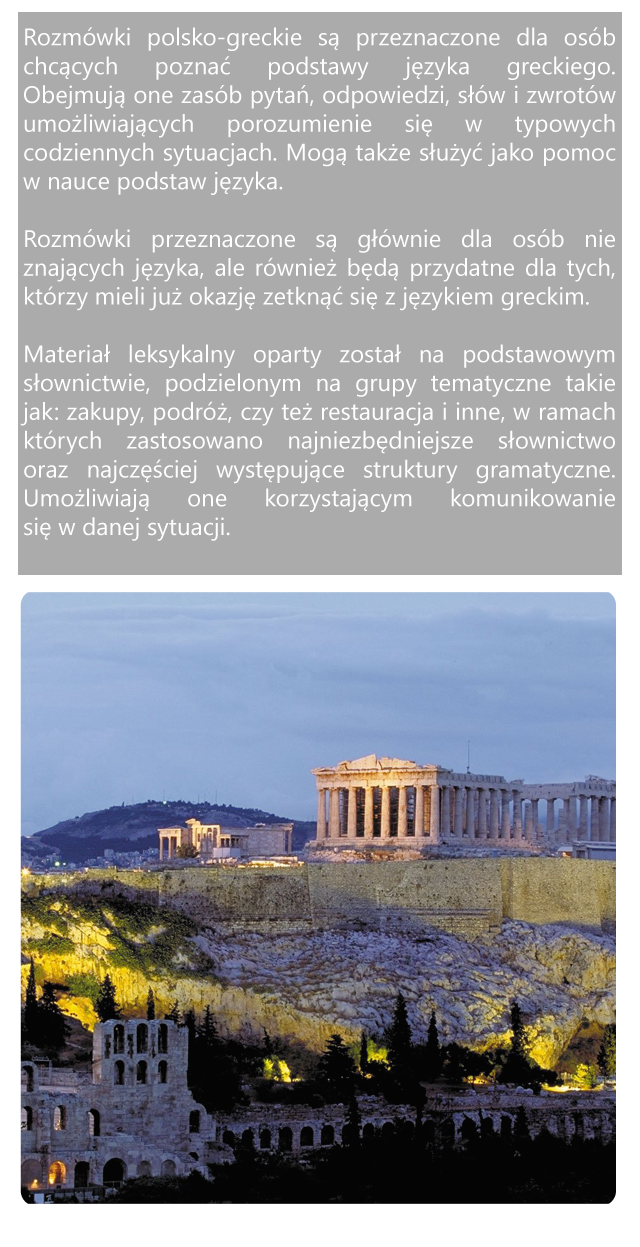 Rozmówki polsko-greckie są przeznaczone dla osób
chcących poznać podstawy języka greckiego.
Obejmują one zasób pytań, odpowiedzi, słów i zwrotów
umożliwiających porozumienie się w typowych
codziennych sytuacjach. Mogą także służyć jako pomoc
w nauce podstaw języka.
Rozmówki przeznaczone są głównie dla osób nie
znających języka, ale również będą przydatne dla tych,
którzy mieli już okazję zetknąć się z językiem greckim.
Materiał leksykalny oparty został na podstawowym
słownictwie, podzielonym na grupy tematyczne takie
jak: zakupy, podróż, czy też restauracja i inne, w ramach
których zastosowano najniezbędniejsze słownictwo
oraz najczęściej występujące struktury gramatyczne.
Umożliwiają one korzystającym komunikowanie
się w danej sytuacji.